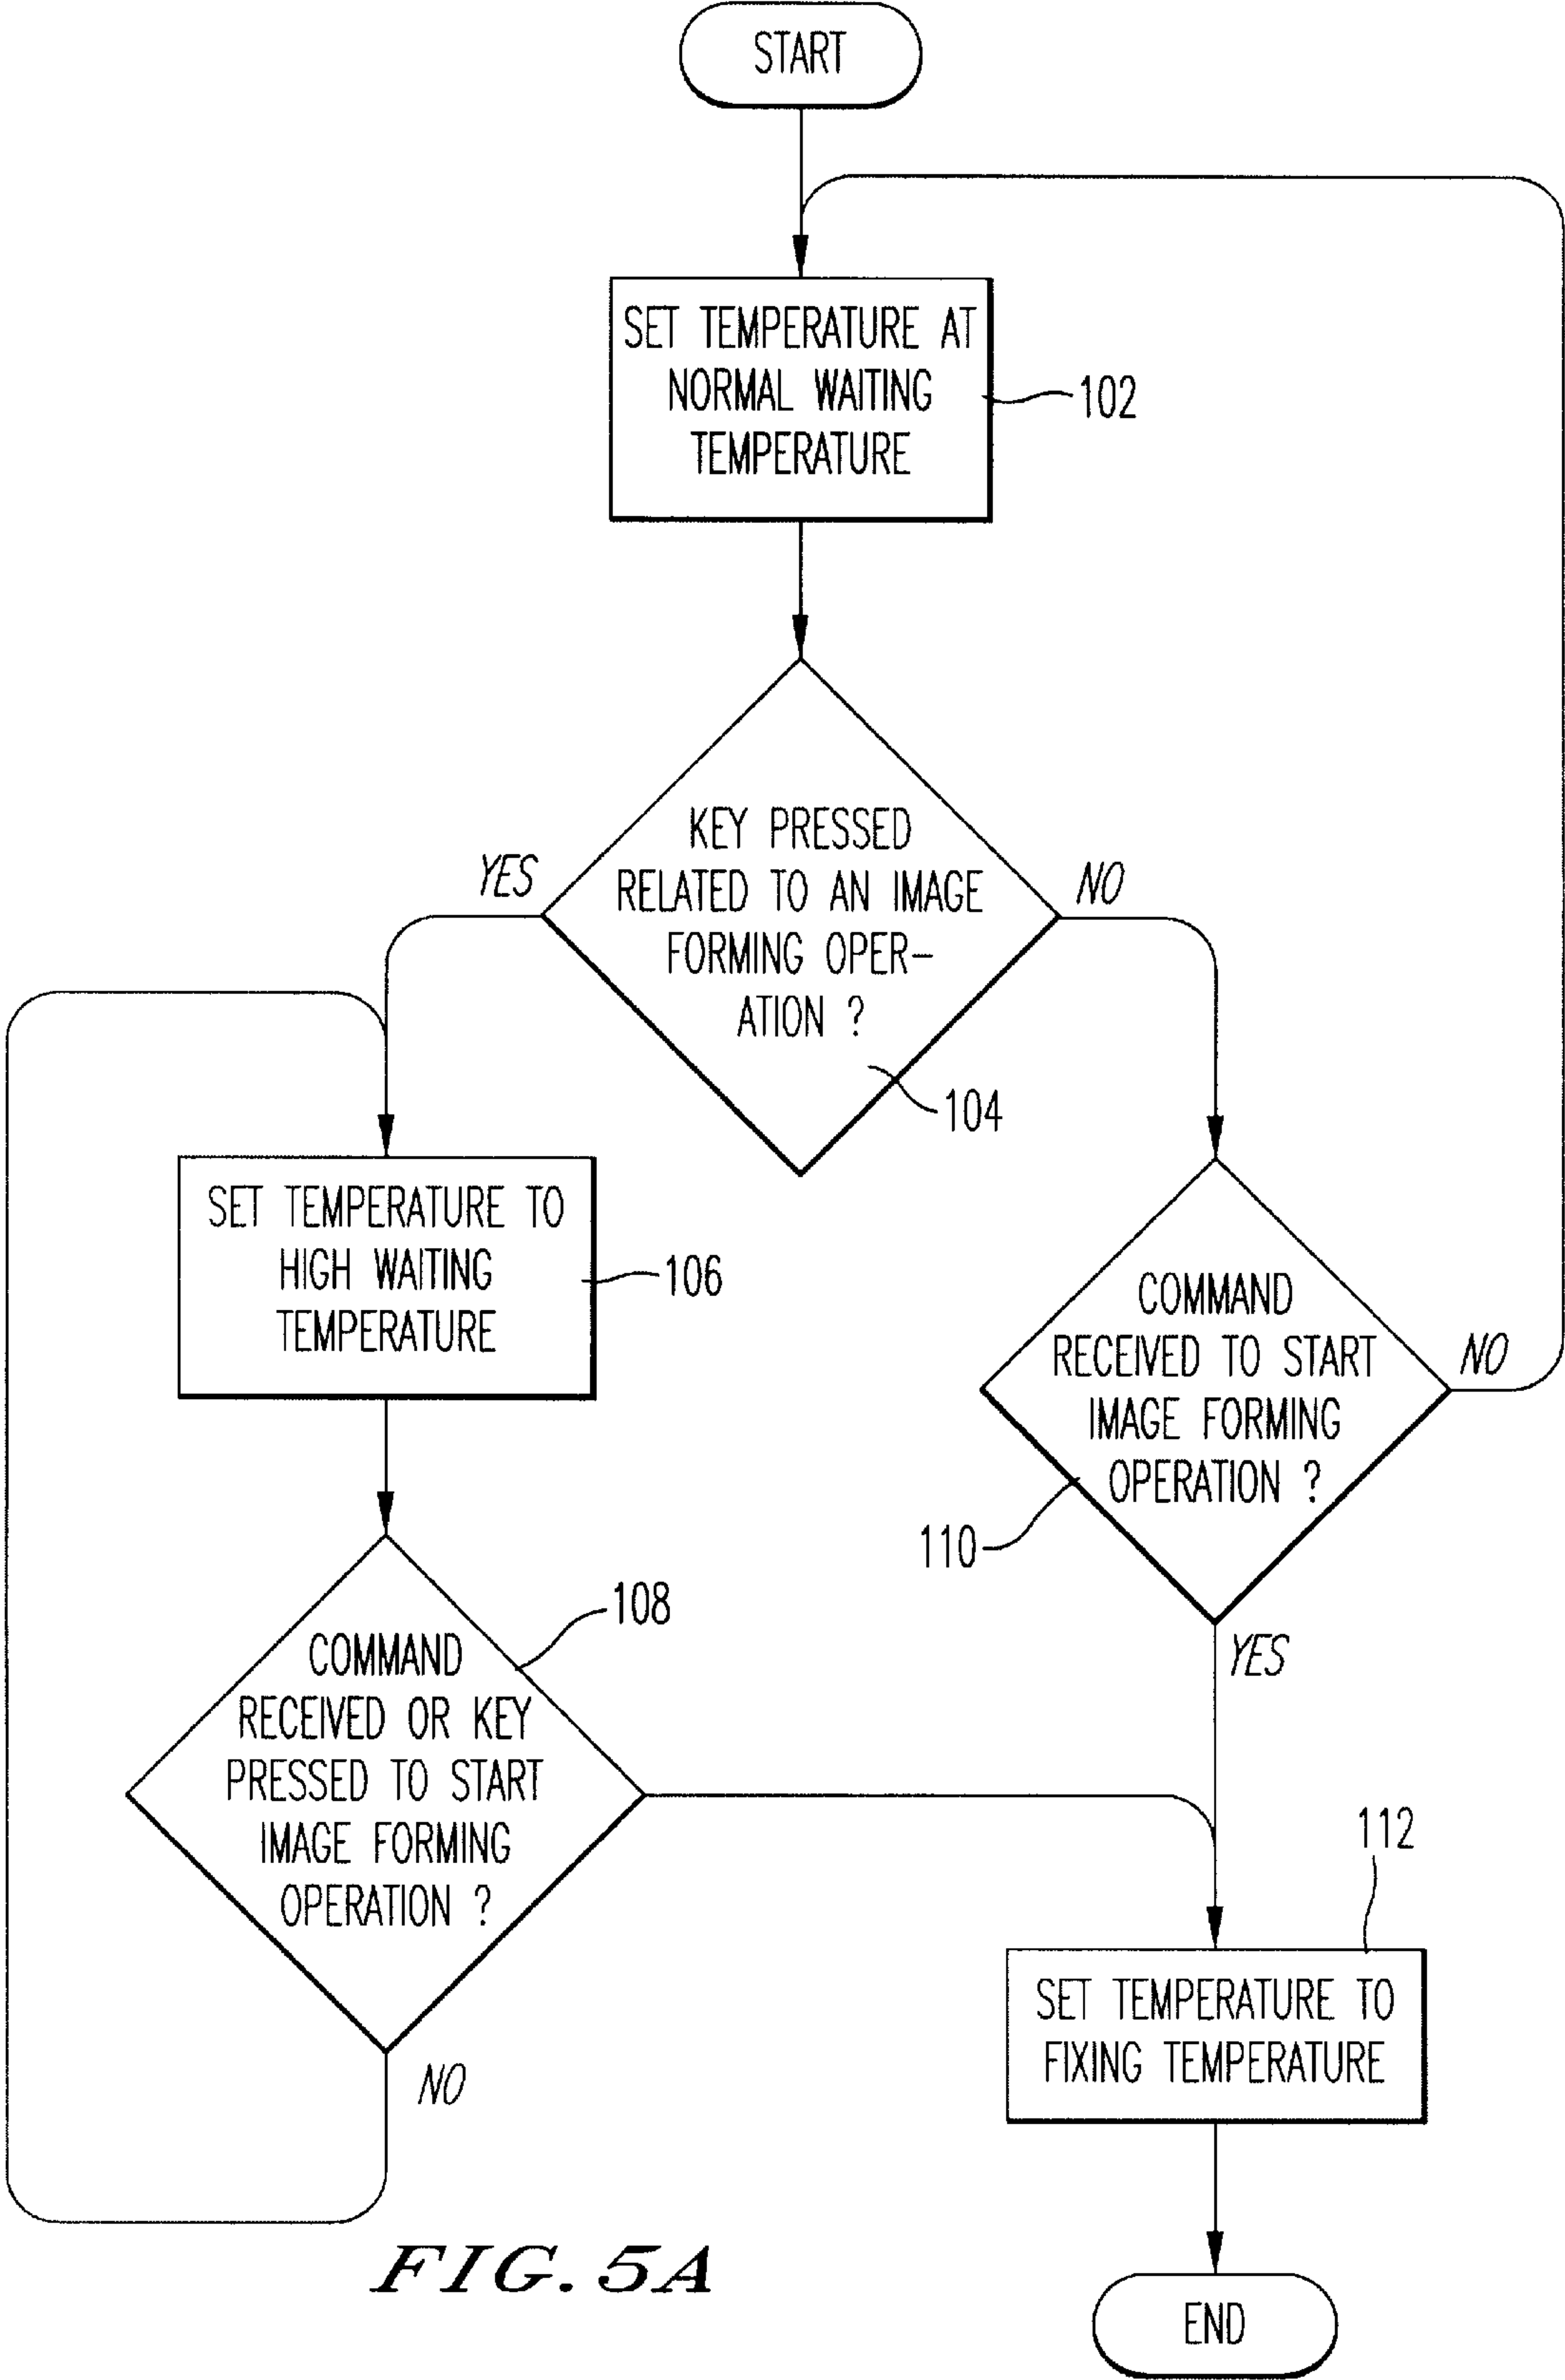 START
SET TEMPERATURE AT
NORMAL WAITING
TEMPERATURE
102
KEY PRESSED
RELATED TO AN IMAGE
FORMING OPER-
ATION ?
YES
NO
104
SET TEMPERATURE TO
HIGH WAITING
TEMPERATURE
106
COMMAND
RECEIVED TO START
IMAGE FORMING
OPERATION ?
NO
110
YES
108
COMMAND
RECEIVED OR KEY
PRESSED TO START
IMAGE FORMING
OPERATION ?
NO
112
SET TEMPERATURE TO
FIXING TEMPERATURE
END
FIG. 5A